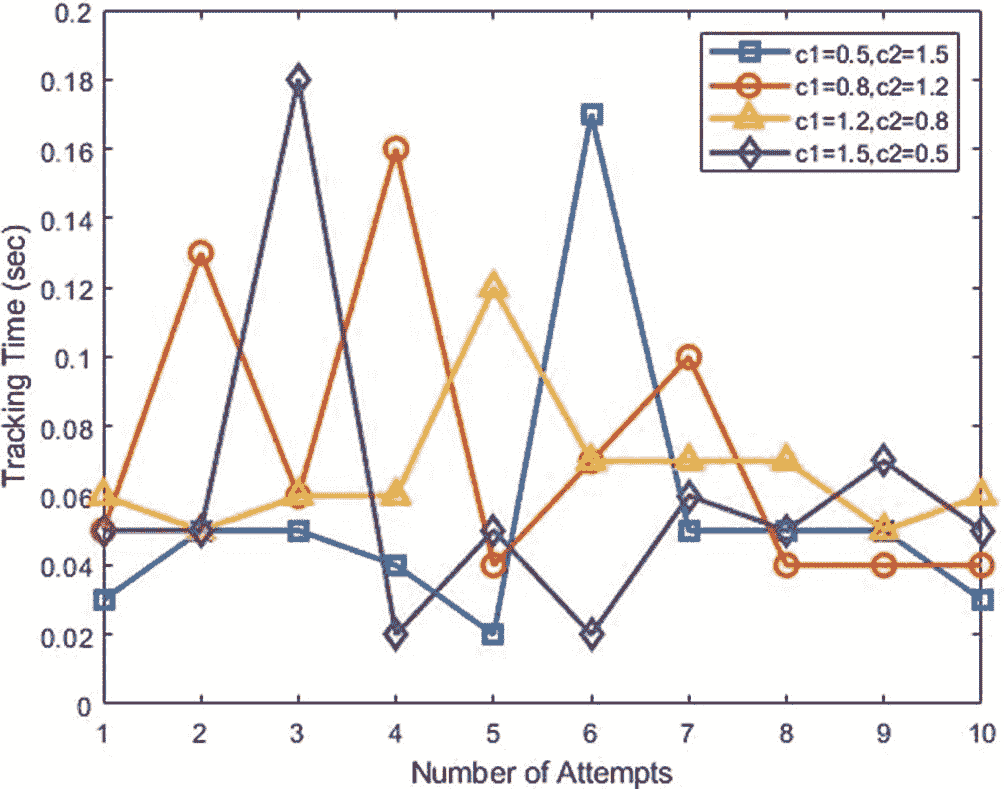 0.2
0.18
0.16
0.14
0.12
0.1
0.08
0.06
0.04
0.02
0
Tracking Time (sec)
c1=0.5,c2=1.5
c1=0.8,c2=1.2
c1=1.2,c2=0.8
c1=1.5,c2=0.5
1 2 3 4 5 6 7 8 9 10
Number of Attempts